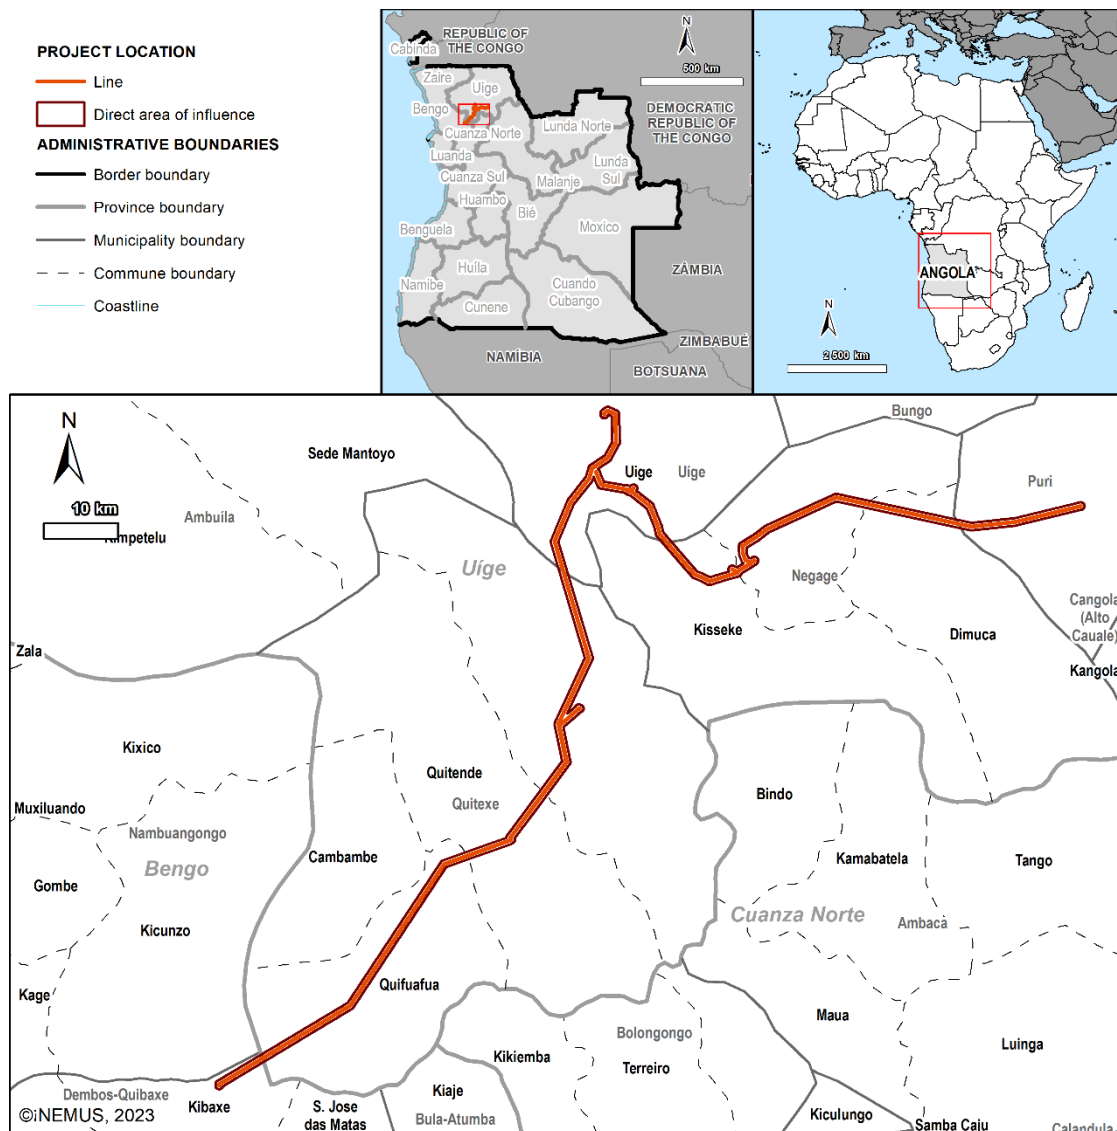 PROJECT LOCATION
Line
Direct area of influence
ADMINISTRATIVE BOUNDARIES
Border boundary
Province boundary
Municipality boundary
Commune boundary
Coastline
REPUBLIC OF
THE CONGO
Cabinda
Zaire
Uige
Bengo
Cuanza Norte
Lunda Norte
Luanda
Cuanza Sul
Malanje
Lunda
Sul
Huambo
Bié
Moxico
Benguela
Huíla
Namibe
Cunene
Cuando
Cubango
N
500 km
DEMOCRATIC
REPUBLIC OF
THE CONGO
ZÂMBIA
NAMÍBIA
ZIMBABUÉ
BOTSUANA
ANGOLA
N
2 500 km
N
10 km
Sede Mantoyo
Uige
Uíge
Bungo
Puri
Ambuila
Kimpetelu
Uíge
Negage
Kisseke
Dimuca
Cangola
(Alto
Cauale)
Kangola
Zala
Kixico
Quitende
Quitexe
Bindo
Muxiluando
Nambuangongo
Bengo
Cambambe
Kamabatela
Tango
Gombe
Kicunzo
Cuanza Norte
Ambaca
Kage
Quifuafua
Maua
Luinga
Bolongongo
Kikiemba
Terreiro
Dembos-Quibaxe
Kibaxe
Kiaje
S. Jose
das Matas
Bula-Atumba
Kiculungo
Samba Caju
Calandula
©iNEMUS, 2023